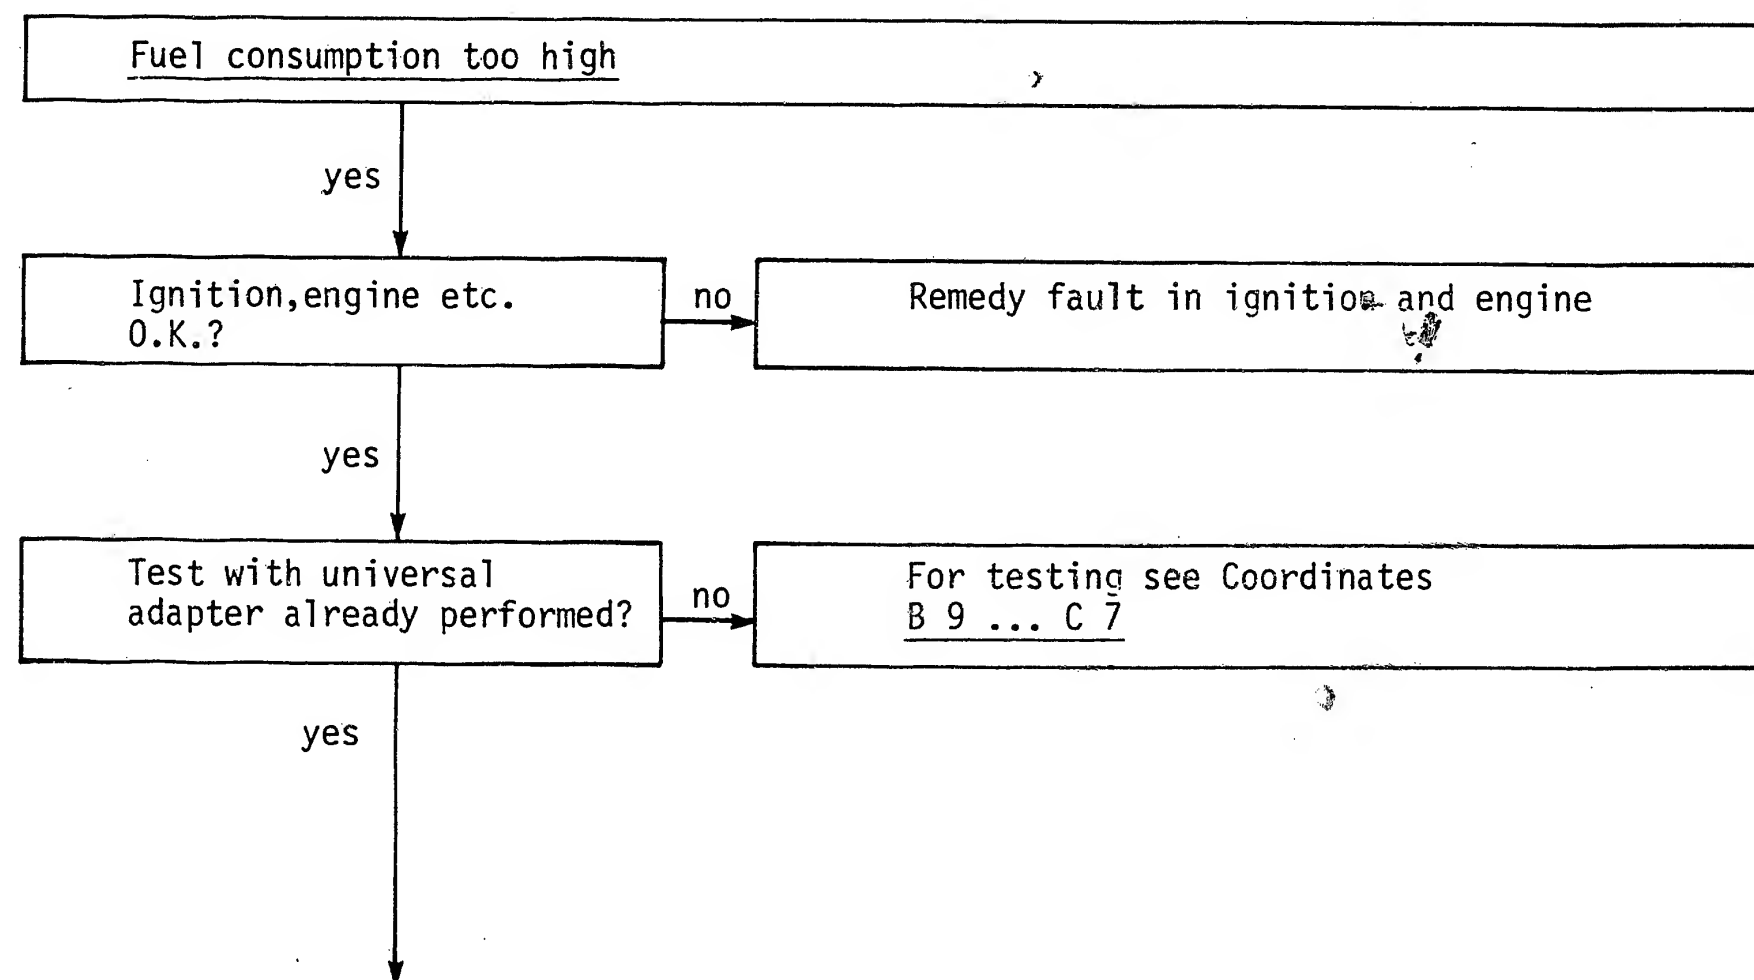 Fuel consumption too high
yes
Ignition,engine etc.
O.K.?
no
Remedy fault in ignition and engine
yes
Test with universal
adapter already performed?
no
For testing see Coordinates
B 9 ... C 7
yes